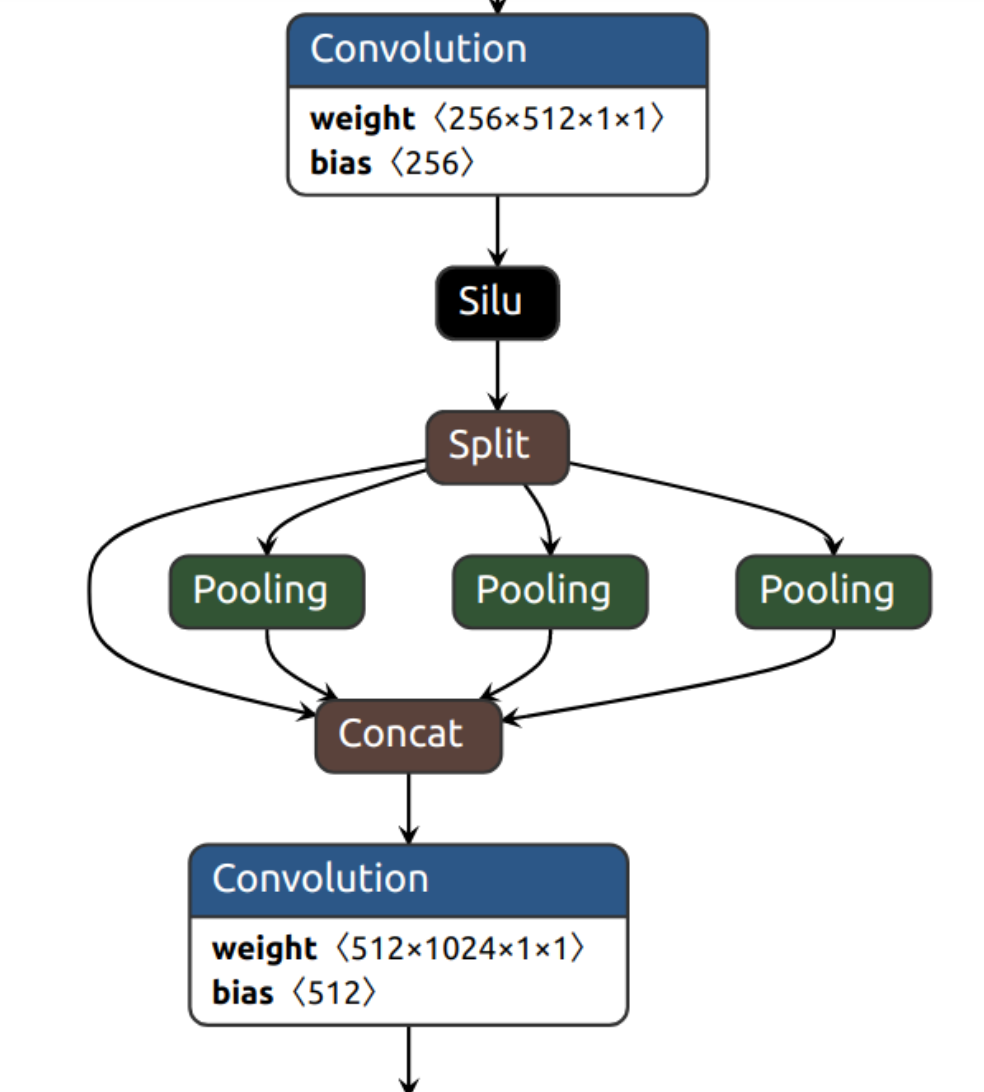 Convolution
weight〈256×512×1×1〉
bias〈256〉
Silu
Split
Pooling
Pooling
Pooling
Concat
Convolution
weight〈512×1024×1×1〉
bias〈512〉